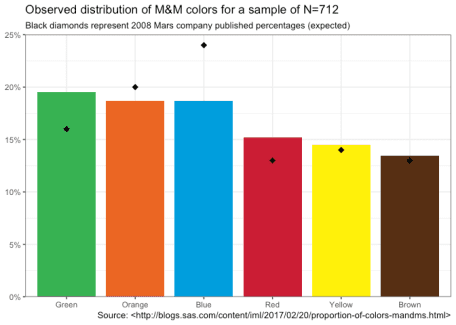 Observed distribution of M&M colors for a sample of N=712
Black diamonds represent 2008 Mars company published percentages (expected)
25%
20%
15%
10%
5%
0%
Green Orange Blue Red Yellow Brown
Source: <http://blogs.sas.com/content/iml/2017/02/20/proportion-of-colors-mandms.html>